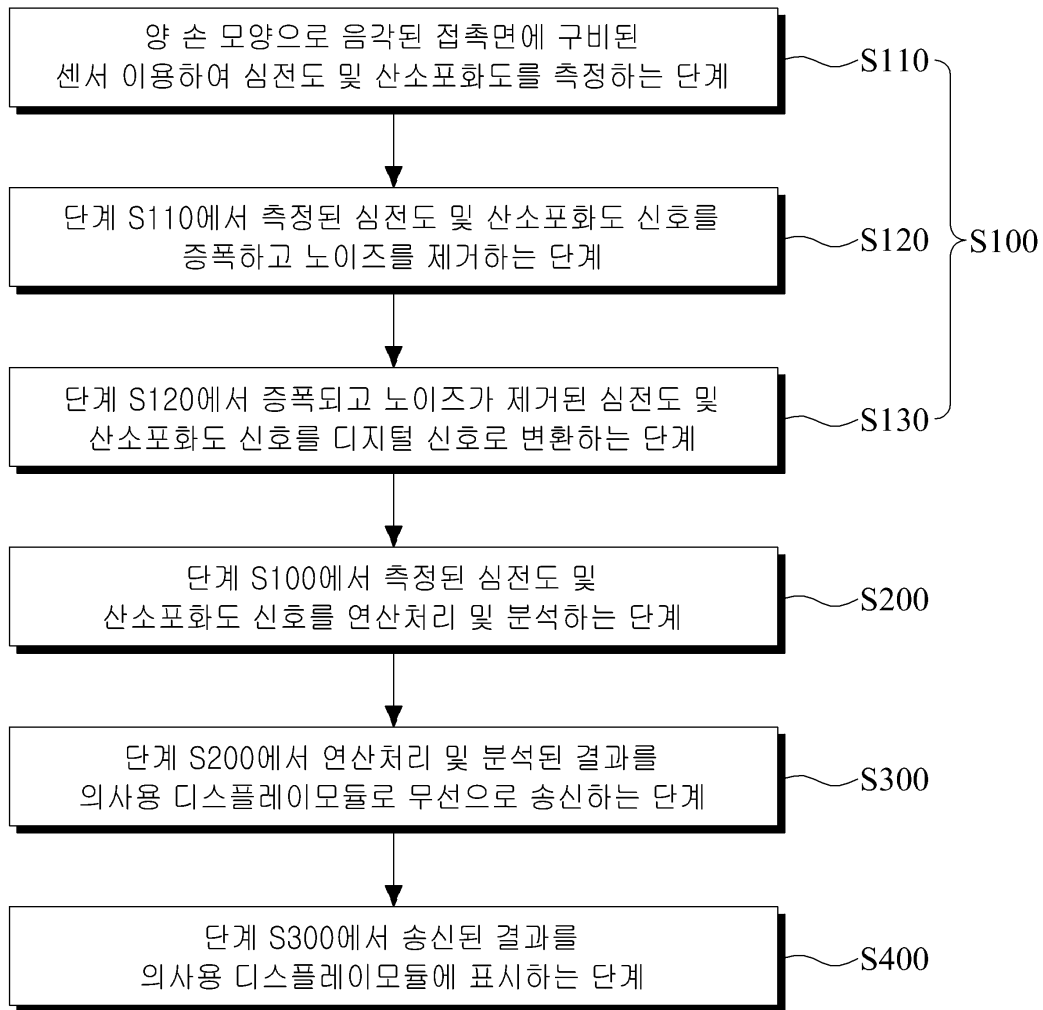 양 손 모양으로 음각된 접촉면에 구비된
센서 이용하여 심전도 및 산소포화도를 측정하는 단계
S110
단계 S110에서 측정된 심전도 및 산소포화도 신호를
증폭하고 노이즈를 제거하는 단계
S120
S100
단계 S120에서 증폭되고 노이즈가 제거된 심전도 및
산소포화도 신호를 디지털 신호로 변환하는 단계
S130
단계 S100에서 측정된 심전도 및
산소포화도 신호를 연산처리 및 분석하는 단계
S200
단계 S200에서 연산처리 및 분석된 결과를
의사용 디스플레이모듈로 무선으로 송신하는 단계
S300
단계 S300에서 송신된 결과를
의사용 디스플레이모듈에 표시하는 단계
S400